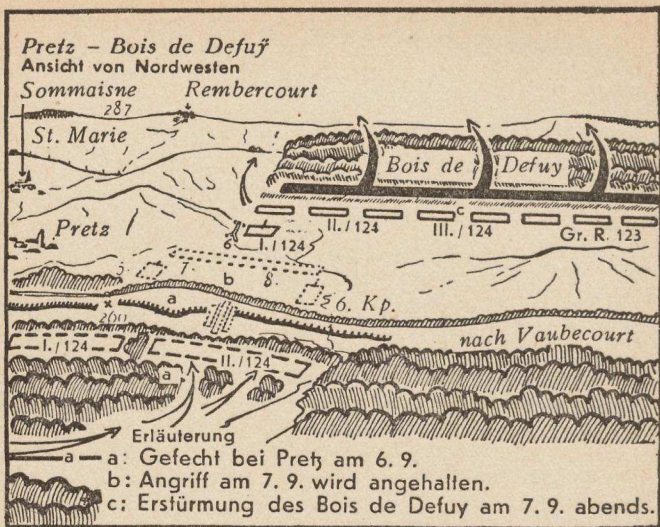 Pretz – Bois de Defuÿ
Ansicht von Nordwesten
Sommaisne Rembercourt
287
St. Marie
Bois de Defuy
c
Pretz
6
I./124 II./124 III./124 Gr. R. 123
5. 7. b 8.
a 6. Kp.
x
260
nach Vaubecourt
I./124 II./124
a
Erläuterung
a – a: Gefecht bei Pretz am 6. 9.
b: Angriff am 7. 9. wird angehalten.
c: Erstürmung des Bois de Defuy am 7. 9. abends.